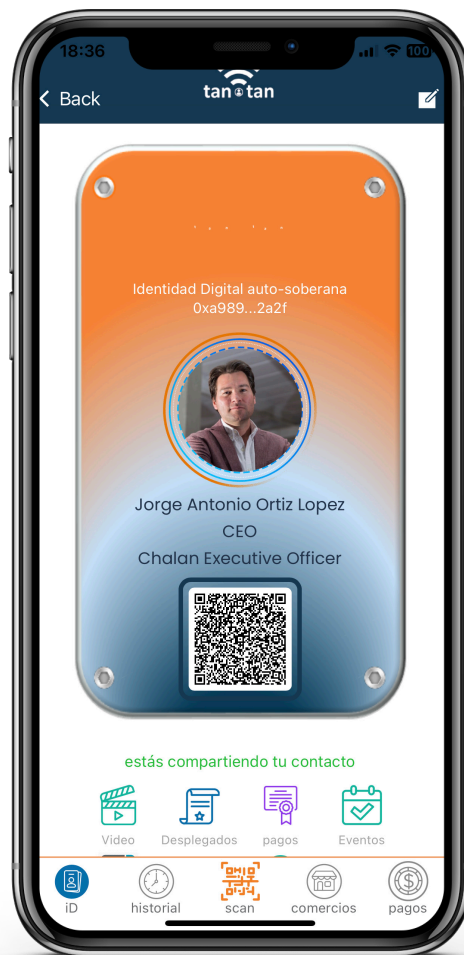 18:36
100
Back
tan tan
Identidad Digital auto-soberana
0xa989...2a2f
Jorge Antonio Ortiz Lopez
CEO
Chalan Executive Officer
estás compartiendo tu contacto
Video
Desplegados
pagos
Eventos
iD
historial
scan
comercios
pagos